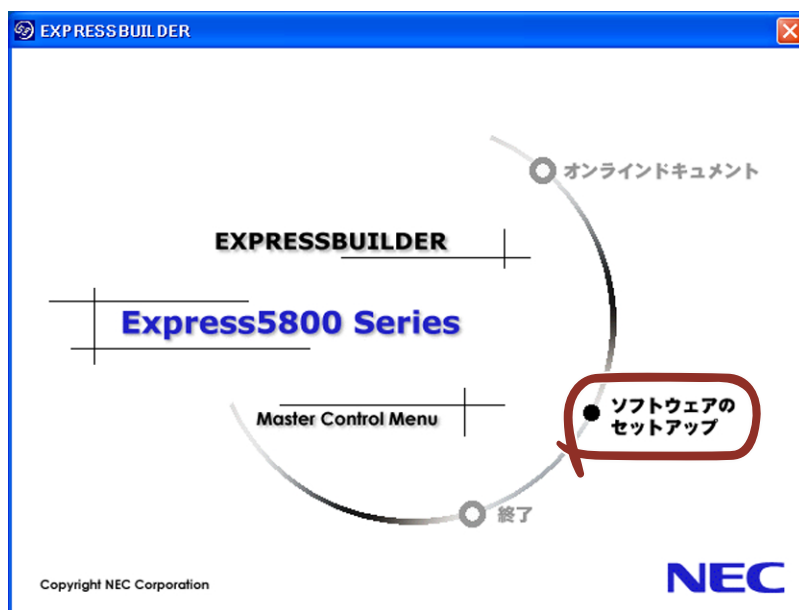 EXPRESSBUILDER
オンラインドキュメント
EXPRESSBUILDER
Express5800 Series
ソフトウェアの
セットアップ
Master Control Menu
終了
Copyright NEC Corporation
NEC